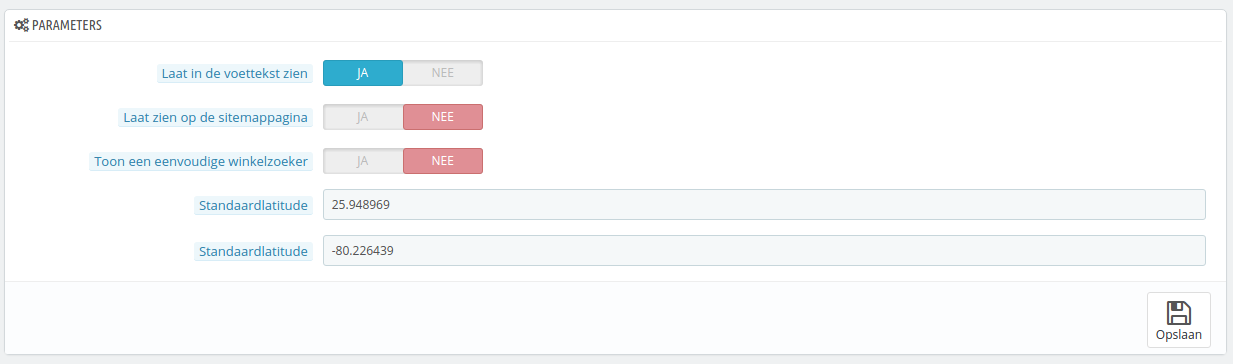 PARAMETERS
Laat in de voettekst zien JA NEE
Laat zien op de sitemappagina JA NEE
Toon een eenvoudige winkelzoeker JA NEE
Standaardlatitude 25.948969
Standaardlatitude -80.226439
Opslaan